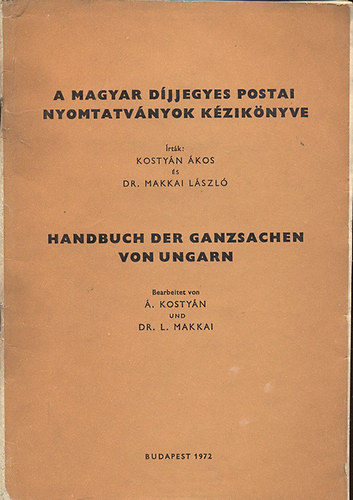 A MAGYAR DÍJJEGYES POSTAI
NYOMTATVÁNYOK KÉZIKÖNYVE
Írták:
KOSTYÁN ÁKOS
ÉS
DR. MAKKAI LÁSZLÓ
HANDBUCH DER GANZSACHEN
VON UNGARN
Bearbeitet von
Á. KOSTYÁN
UND
DR. L. MAKKAI
BUDAPEST 1972